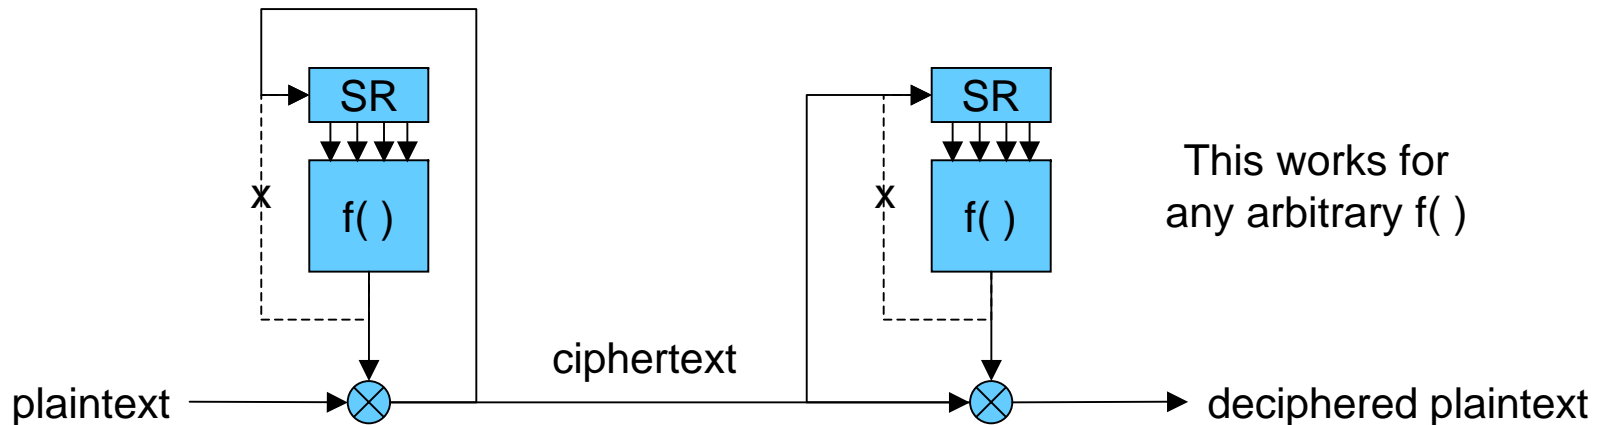 SR
SR
f( )
f( )
x
x
This works for
any arbitrary f( )
ciphertext
plaintext
deciphered plaintext